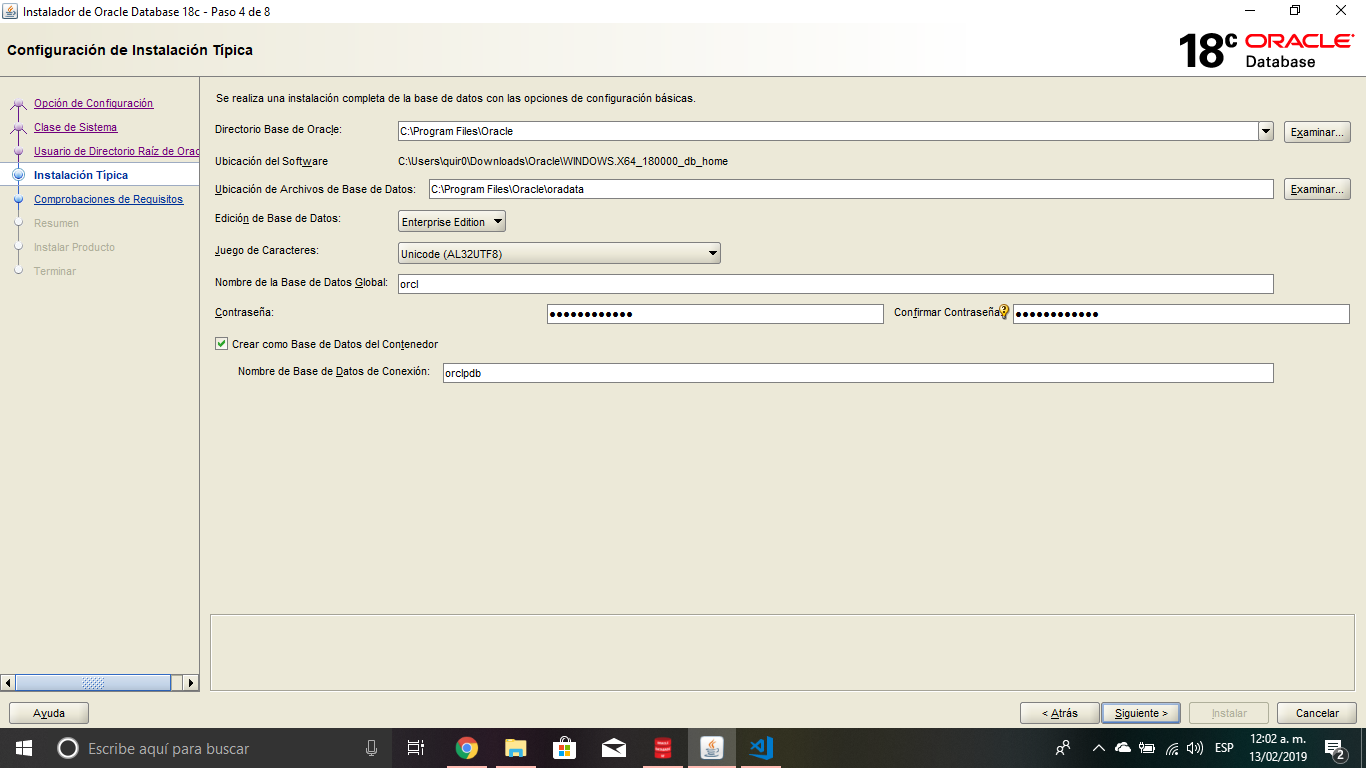 Instalador de Oracle Database 18c - Paso 4 de 8
Configuración de Instalación Típica
18c ORACLE Database
Opción de Configuración
Clase de Sistema
Usuario de Directorio Raíz de Orac
Instalación Típica
Comprobaciones de Requisitos
Resumen
Instalar Producto
Terminar
Se realiza una instalación completa de la base de datos con las opciones de configuración básicas.
Directorio Base de Oracle: C:\Program Files\Oracle Examinar...
Ubicación del Software C:\Users\quir0\Downloads\Oracle\WINDOWS.X64_180000_db_home
Ubicación de Archivos de Base de Datos: C:\Program Files\Oracle\oradata Examinar...
Edición de Base de Datos: Enterprise Edition
Juego de Caracteres: Unicode (AL32UTF8)
Nombre de la Base de Datos Global: orcl
Contraseña: ●●●●●●●●●●●● Confirmar Contraseña ●●●●●●●●●●●●
Crear como Base de Datos del Contenedor
Nombre de Base de Datos de Conexión: orclpdb
Ayuda < Atrás Siguiente > Instalar Cancelar
Escribe aquí para buscar ESP 12:02 a. m.
13/02/2019 2